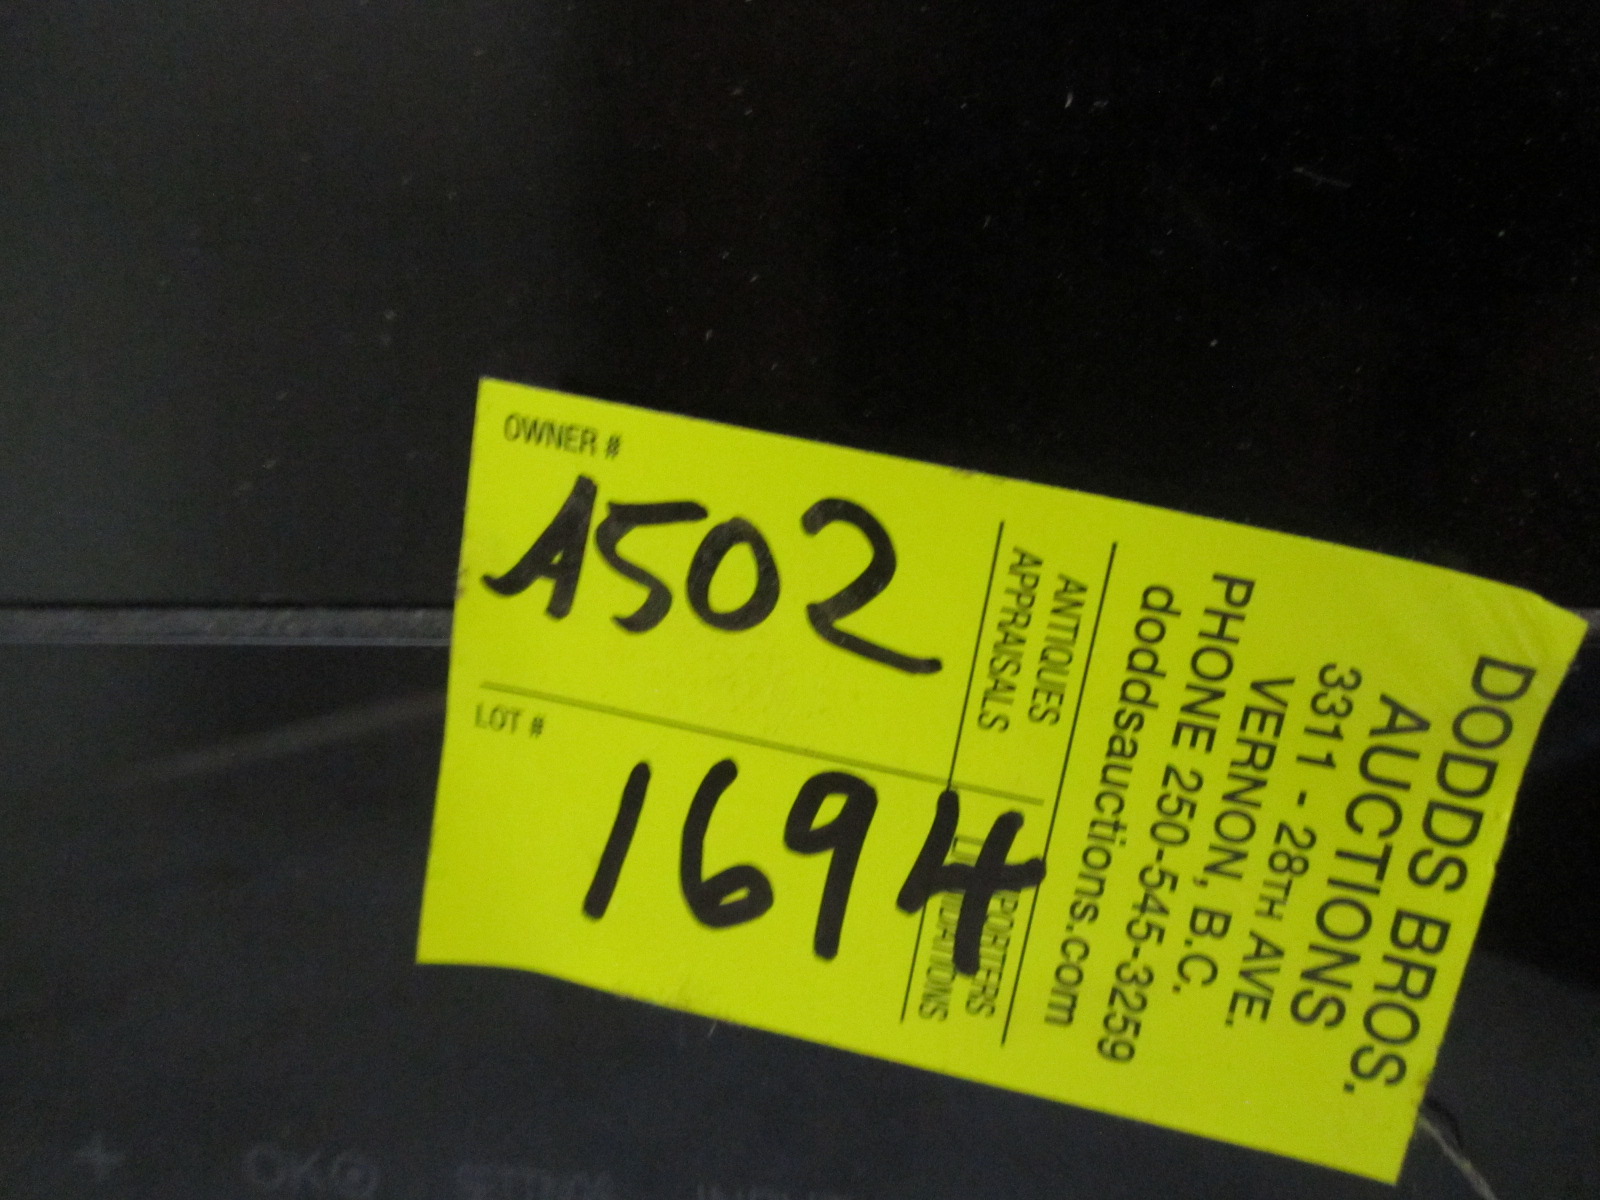 OWNER #
A502
LOT #
1694
ANTIQUES
APPRAISALS
DODDS BROS.
AUCTIONS
3311 - 28TH AVE.
VERNON, B.C.
PHONE 250-545-3259
doddsauctions.com
+ OK